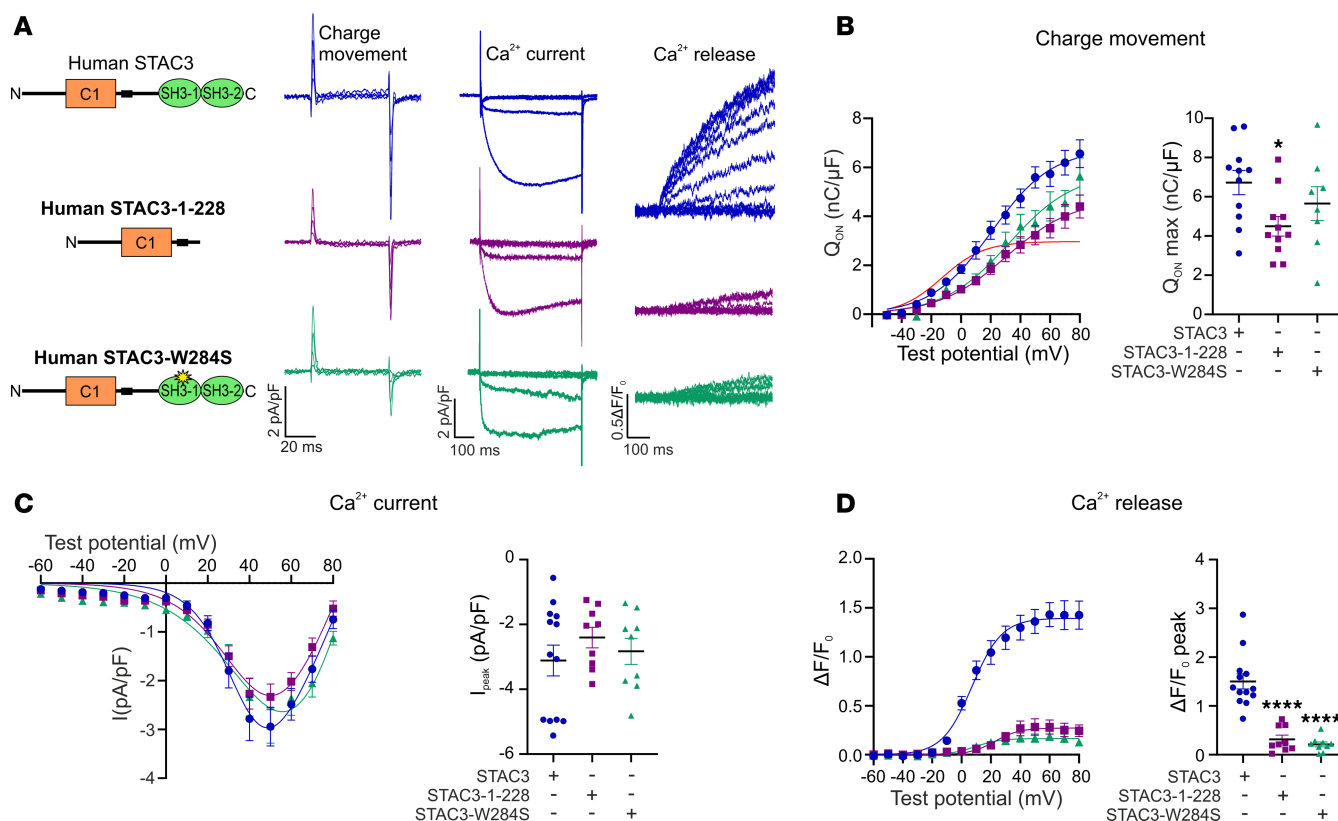 A
Human STAC3
N
C1
SH3-1
SH3-2
C
Human STAC3-1-228
N
C1
Human STAC3-W284S
N
C1
SH3-1
SH3-2
C
Charge
movement
Ca²⁺ current
Ca²⁺ release
2 pA/pF
20 ms
2 pA/pF
100 ms
0.5ΔF/F₀
100 ms
B
Charge movement
Q_ON (nC/μF)
8
6
4
2
0
-40 -20 0 20 40 60 80
Test potential (mV)
Q_ON max (nC/μF)
10
8
6
4
2
0
*
STAC3 + - -
STAC3-1-228 - + -
STAC3-W284S - - +
C
Ca²⁺ current
Test potential (mV)
-60 -40 -20 0 20 40 60 80
I(pA/pF)
-1
-2
-3
-4
I_peak (pA/pF)
0
-2
-4
-6
STAC3 + - -
STAC3-1-228 - + -
STAC3-W284S - - +
D
Ca²⁺ release
ΔF/F₀
2.0
1.5
1.0
0.5
0.0
-60 -40 -20 0 20 40 60 80
Test potential (mV)
ΔF/F₀ peak
4
3
2
1
0
****
****
STAC3 + - -
STAC3-1-228 - + -
STAC3-W284S - - +